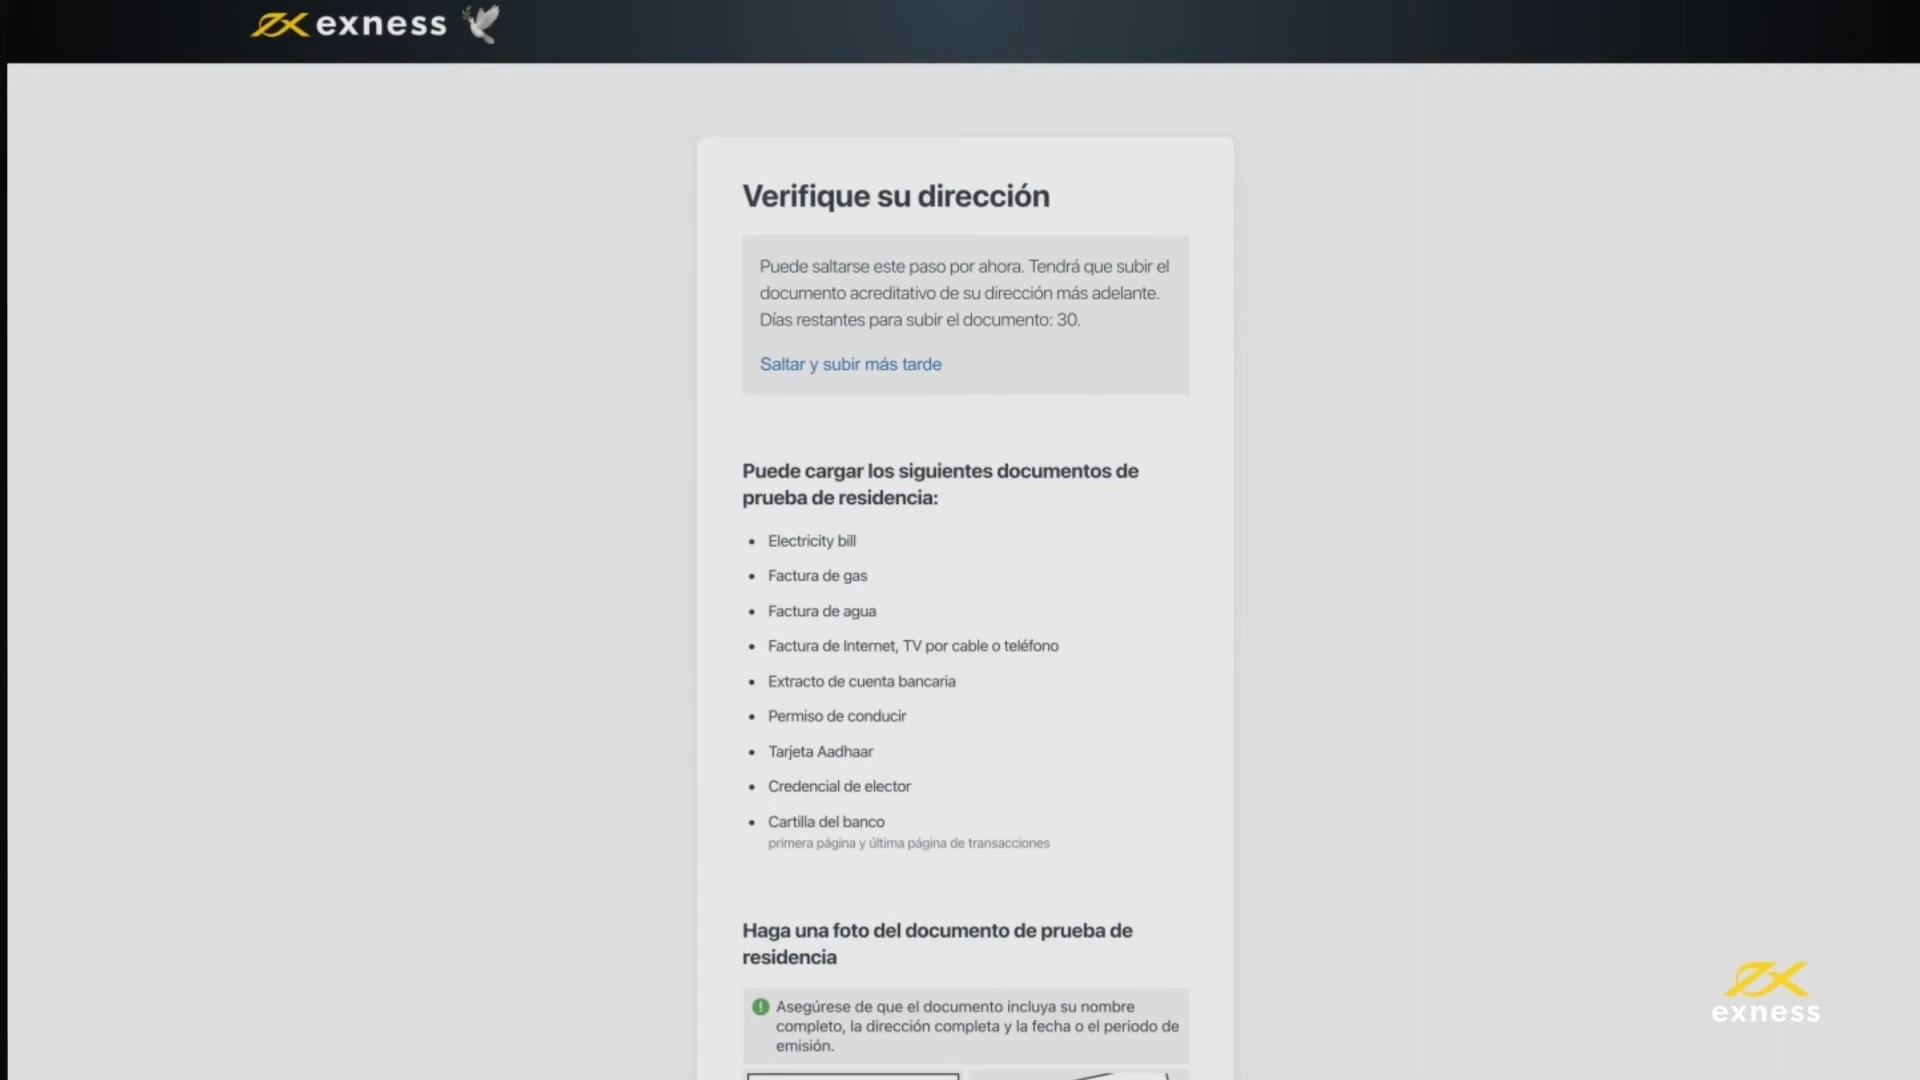 exness
Verifique su dirección
Puede saltarse este paso por ahora. Tendrá que subir el
documento acreditativo de su dirección más adelante.
Días restantes para subir el documento: 30.
Saltar y subir más tarde
Puede cargar los siguientes documentos de
prueba de residencia:
Electricity bill
Factura de gas
Factura de agua
Factura de Internet, TV por cable o teléfono
Extracto de cuenta bancaria
Permiso de conducir
Tarjeta Aadhaar
Credencial de elector
Cartilla del banco
primera página y última página de transacciones
Haga una foto del documento de prueba de
residencia
Asegúrese de que el documento incluya su nombre
completo, la dirección completa y la fecha o el periodo de
emisión.
exness